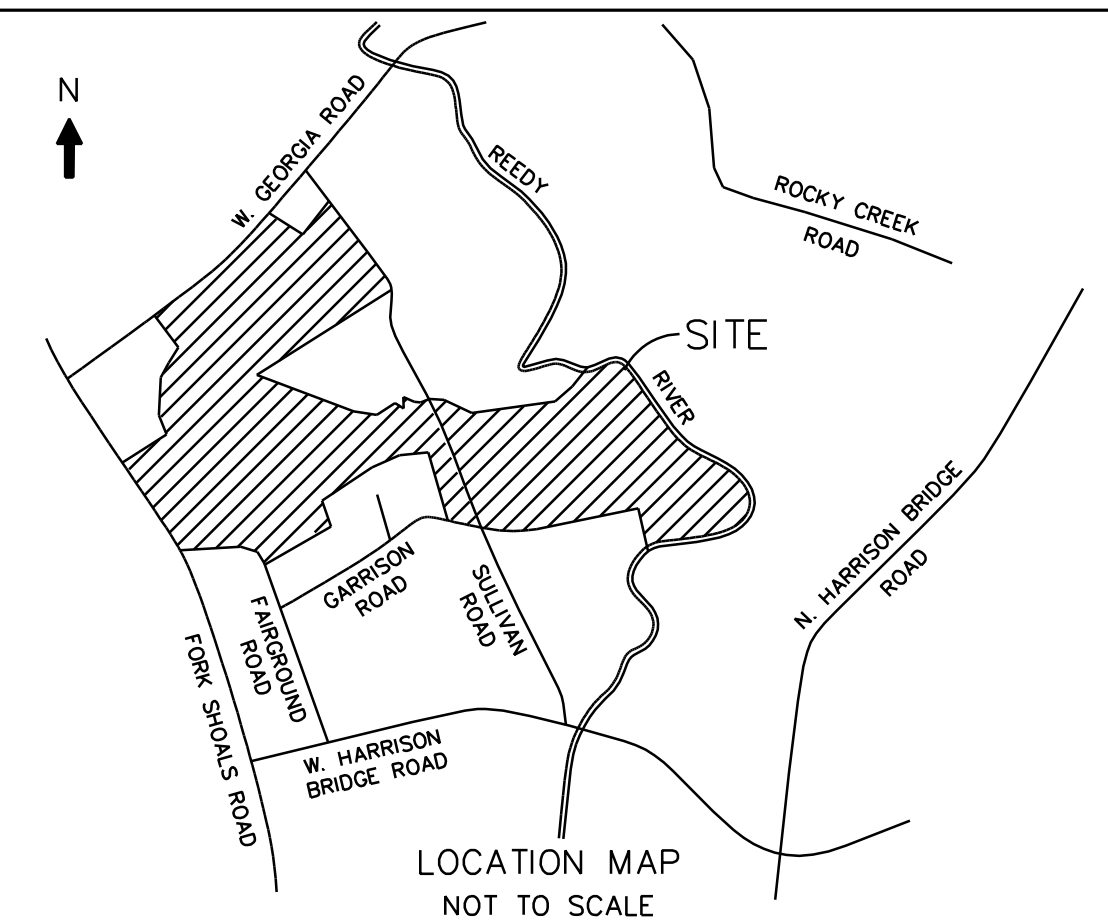 N
W. GEORGIA ROAD
REEDY
ROCKY CREEK
ROAD
SITE
RIVER
N. HARRISON BRIDGE
ROAD
GARRISON
ROAD
SULLIVAN
ROAD
FAIRGROUND
ROAD
FORK SHOALS ROAD
W. HARRISON
BRIDGE ROAD
LOCATION MAP
NOT TO SCALE